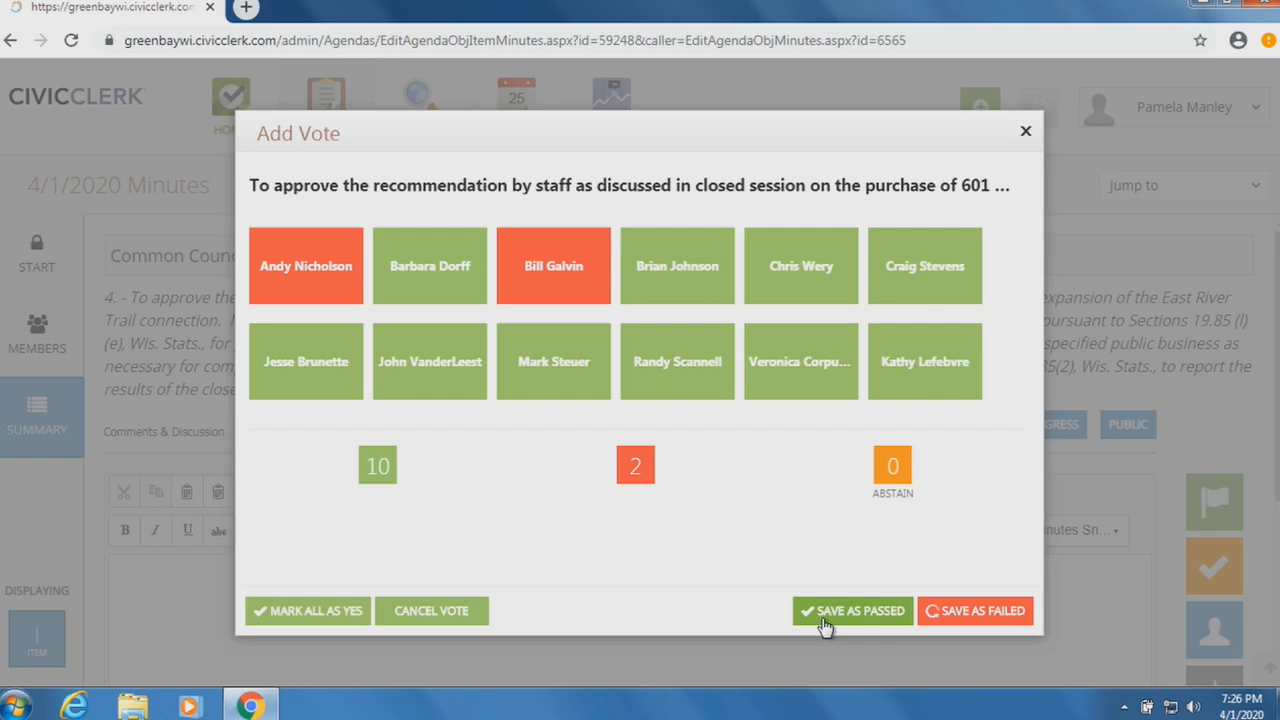 https://greenbaywi.civicclerk.com
greenbaywi.civicclerk.com/admin/Agendas/EditAgendaObjItemMinutes.aspx?id=59248&caller=EditAgendaObjMinutes.aspx?id=6565
CIVICCLERK
25
Pamela Manley
Add Vote
4/1/2020 Minutes
Jump to
To approve the recommendation by staff as discussed in closed session on the purchase of 601 ...
START
Andy Nicholson Barbara Dorff Bill Galvin Brian Johnson Chris Wery Craig Stevens
4. - To approve the
expansion of the East River
Trail connection.
pursuant to Sections 19.85 (l)
(e), Wis. Stats., for
specified public business as
necessary for
85(2), Wis. Stats., to report the
results of the
MEMBERS
Jesse Brunette John VanderLeest Mark Steuer Randy Scannell Veronica Corpu... Kathy Lefebvre
SUMMARY
Comments & Discussion
PUBLIC
10 2 0
ABSTAIN
B I U abc
DISPLAYING
ITEM
MARK ALL AS YES CANCEL VOTE SAVE AS PASSED SAVE AS FAILED
7:26 PM
4/1/2020